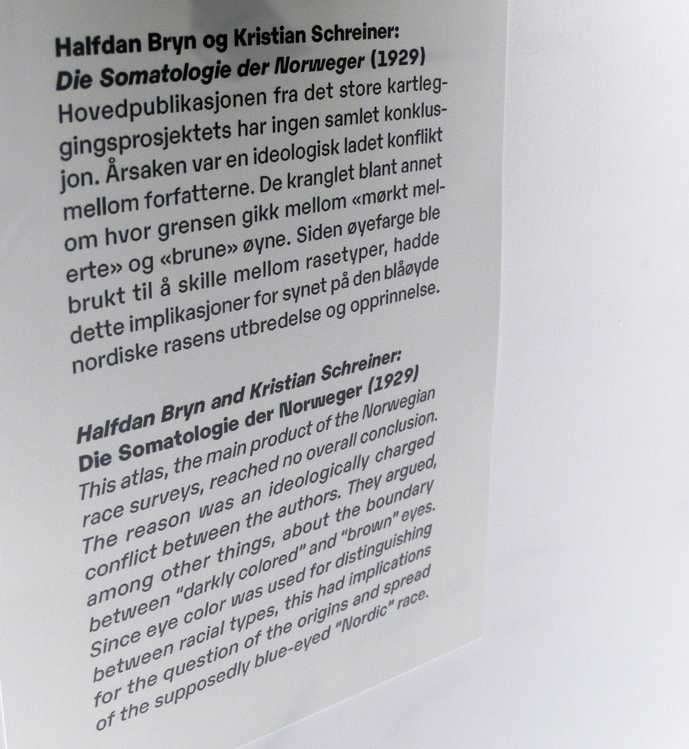 Halfdan Bryn og Kristian Schreiner:
Die Somatologie der Norweger (1929)
Hovedpublikasjonen fra det store kartleg-
gingsprosjektets har ingen samlet konklus-
jon. Årsaken var en ideologisk ladet konflikt
mellom forfatterne. De kranglet blant annet
om hvor grensen gikk mellom «mørkt mel-
erte» og «brune» øyne. Siden øyefarge ble
brukt til å skille mellom rasetyper, hadde
dette implikasjoner for synet på den blåøyde
nordiske rasens utbredelse og opprinnelse.
Halfdan Bryn and Kristian Schreiner:
Die Somatologie der Norweger (1929)
This atlas, the main product of the Norwegian
race surveys, reached no overall conclusion.
The reason was an ideologically charged
conflict between the authors. They argued,
among other things, about the boundary
between "darkly colored" and "brown" eyes.
Since eye color was used for distinguishing
between racial types, this had implications
for the question of the origins and spread
of the supposedly blue-eyed "Nordic" race.